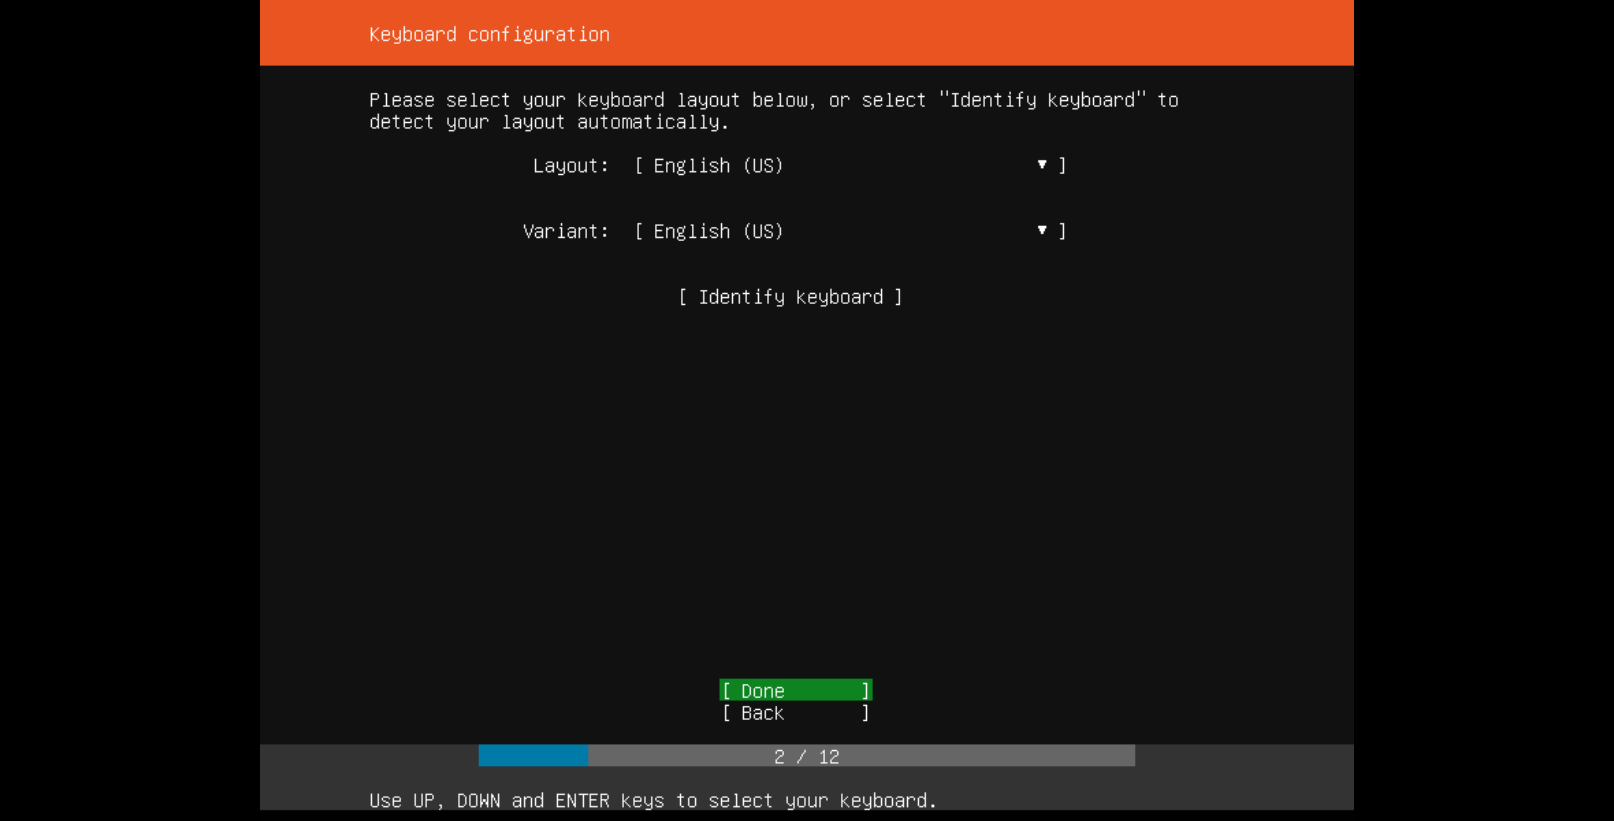 Keyboard configuration
Please select your keyboard layout below, or select "Identify keyboard" to
detect your layout automatically.
Layout: [ English (US) ▼ ]
Variant: [ English (US) ▼ ]
[ Identify keyboard ]
[ Done ]
[ Back ]
2 / 12
Use UP, DOWN and ENTER keys to select your keyboard.